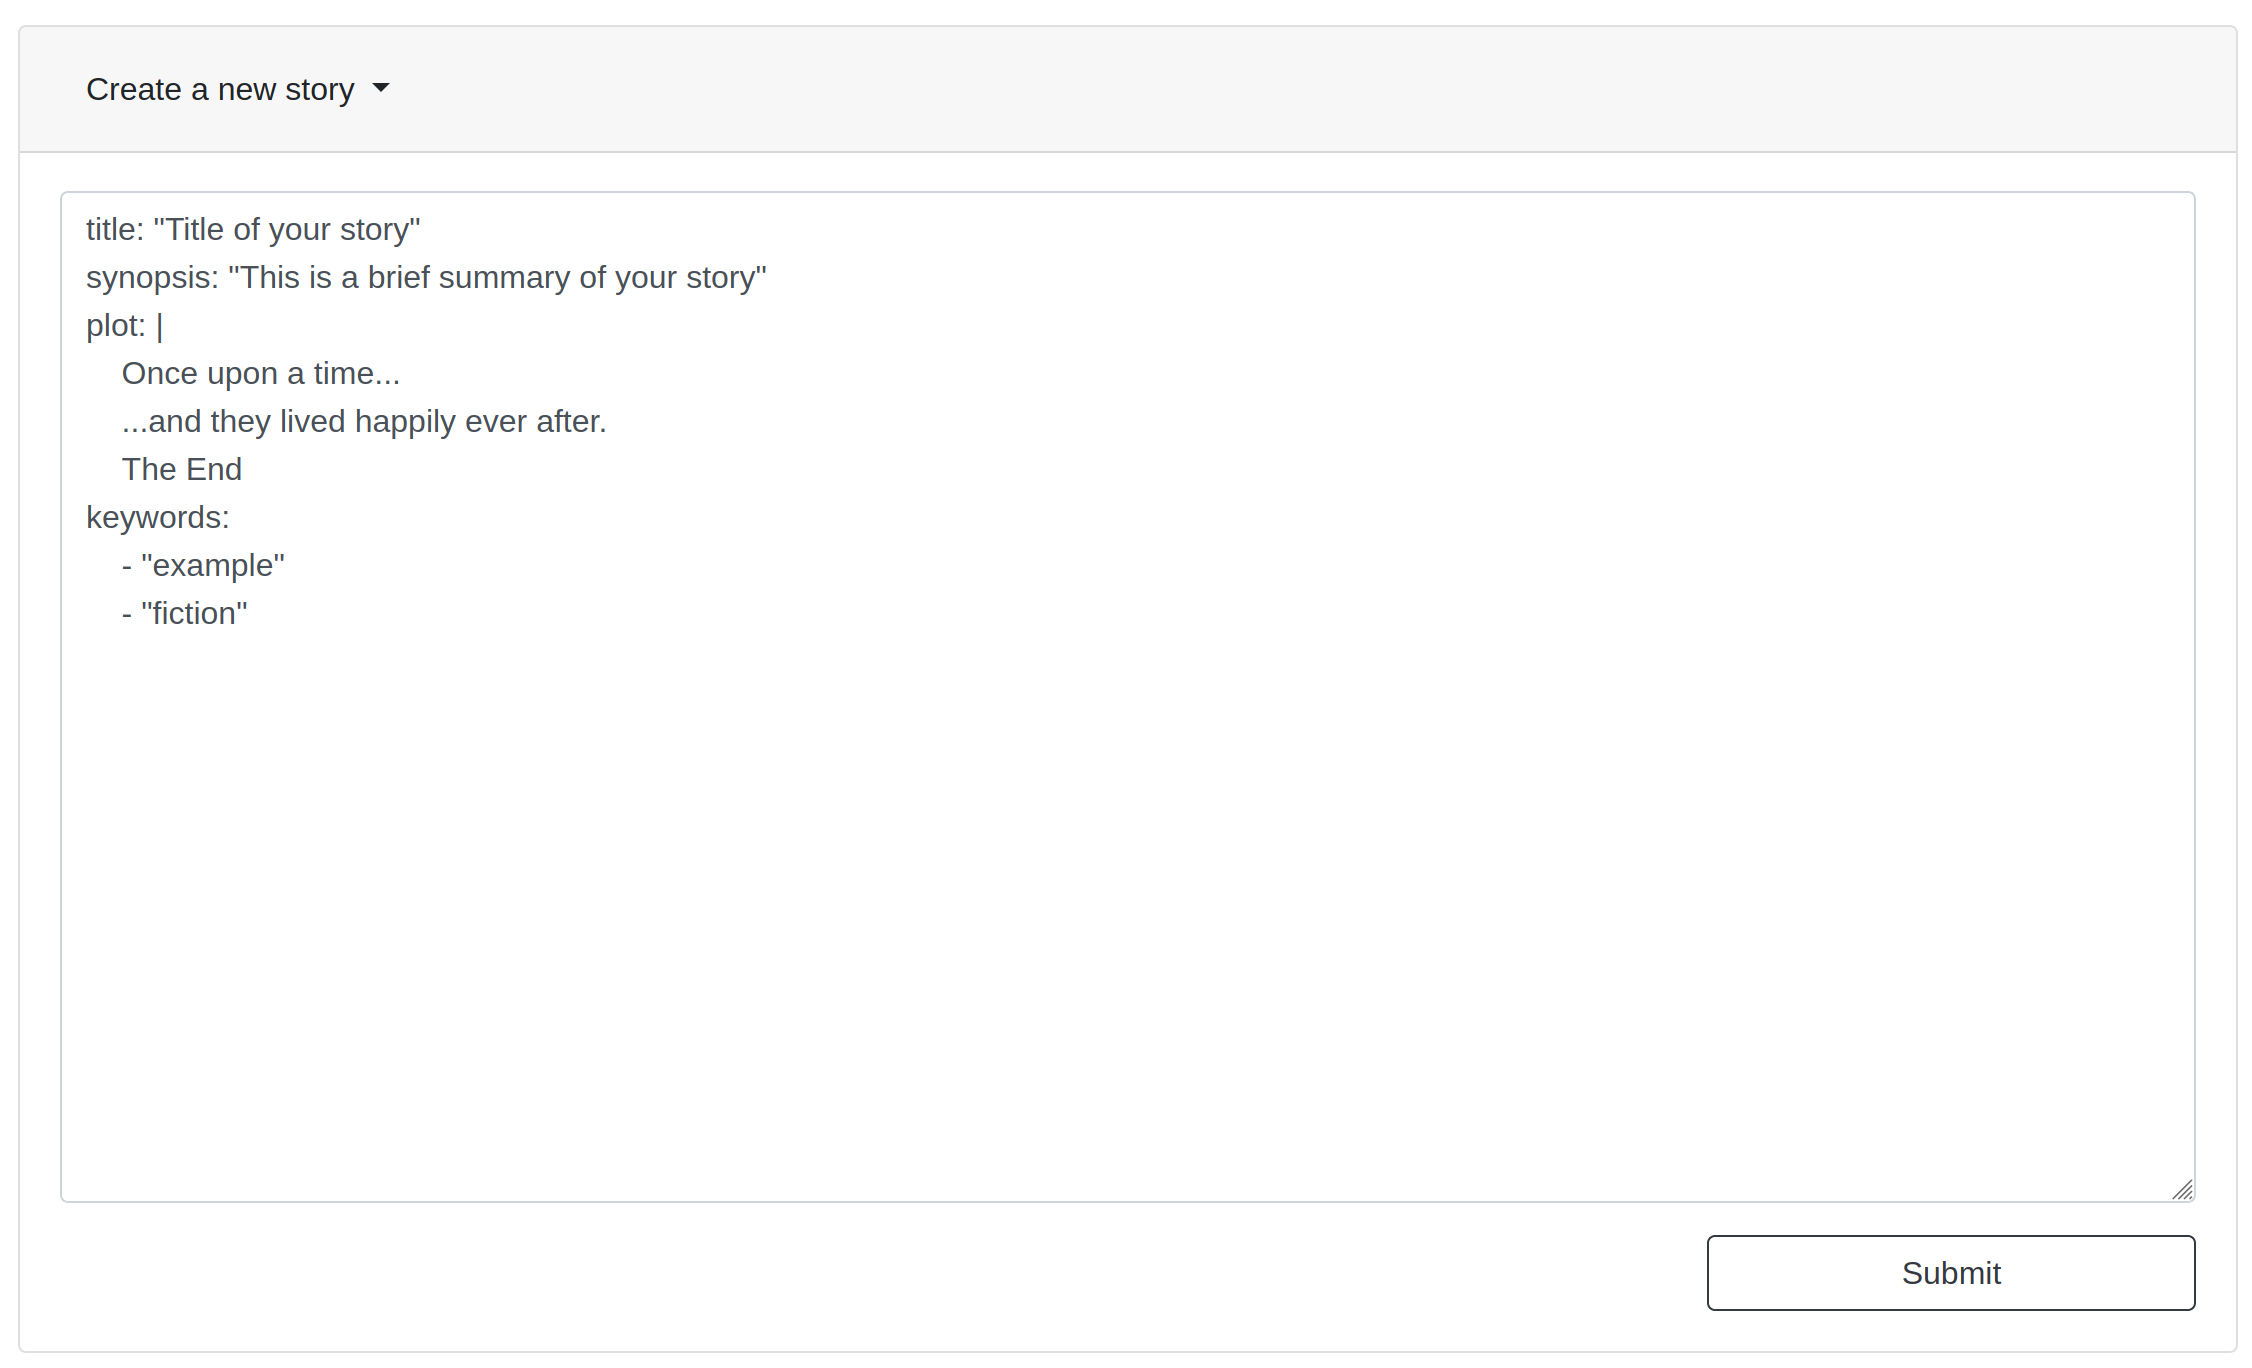 Create a new story
title: "Title of your story"
synopsis: "This is a brief summary of your story"
plot: |
    Once upon a time...
    ...and they lived happily ever after.
    The End
keywords:
    - "example"
    - "fiction"
Submit